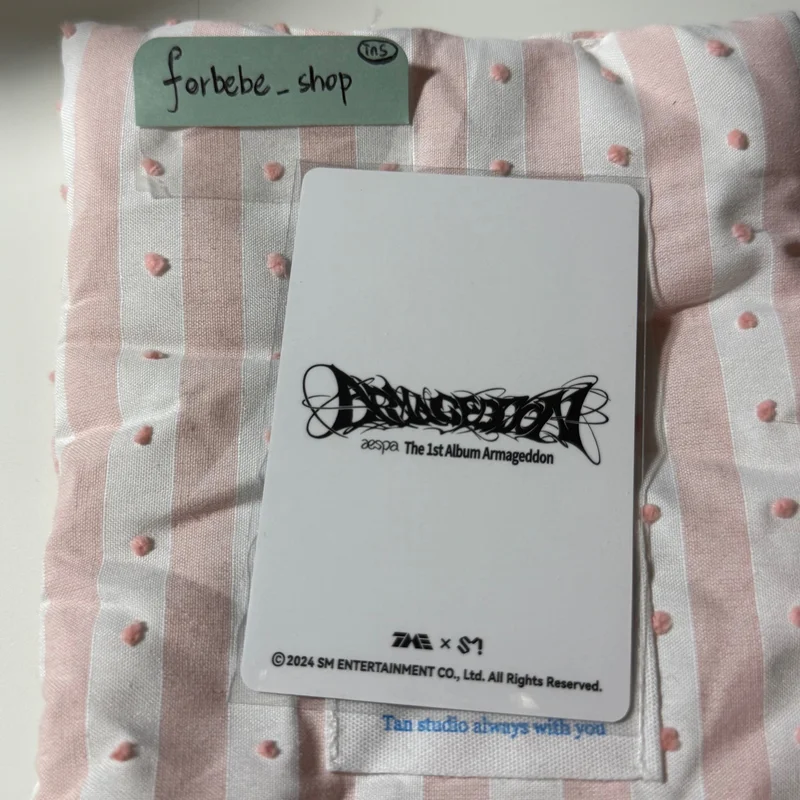 forbebe_shop
ins
ARMAGEDDON
aespa The 1st Album Armageddon
TME × SM
©2024 SM ENTERTAINMENT CO., Ltd. All Rights Reserved.
Tan studio always with you